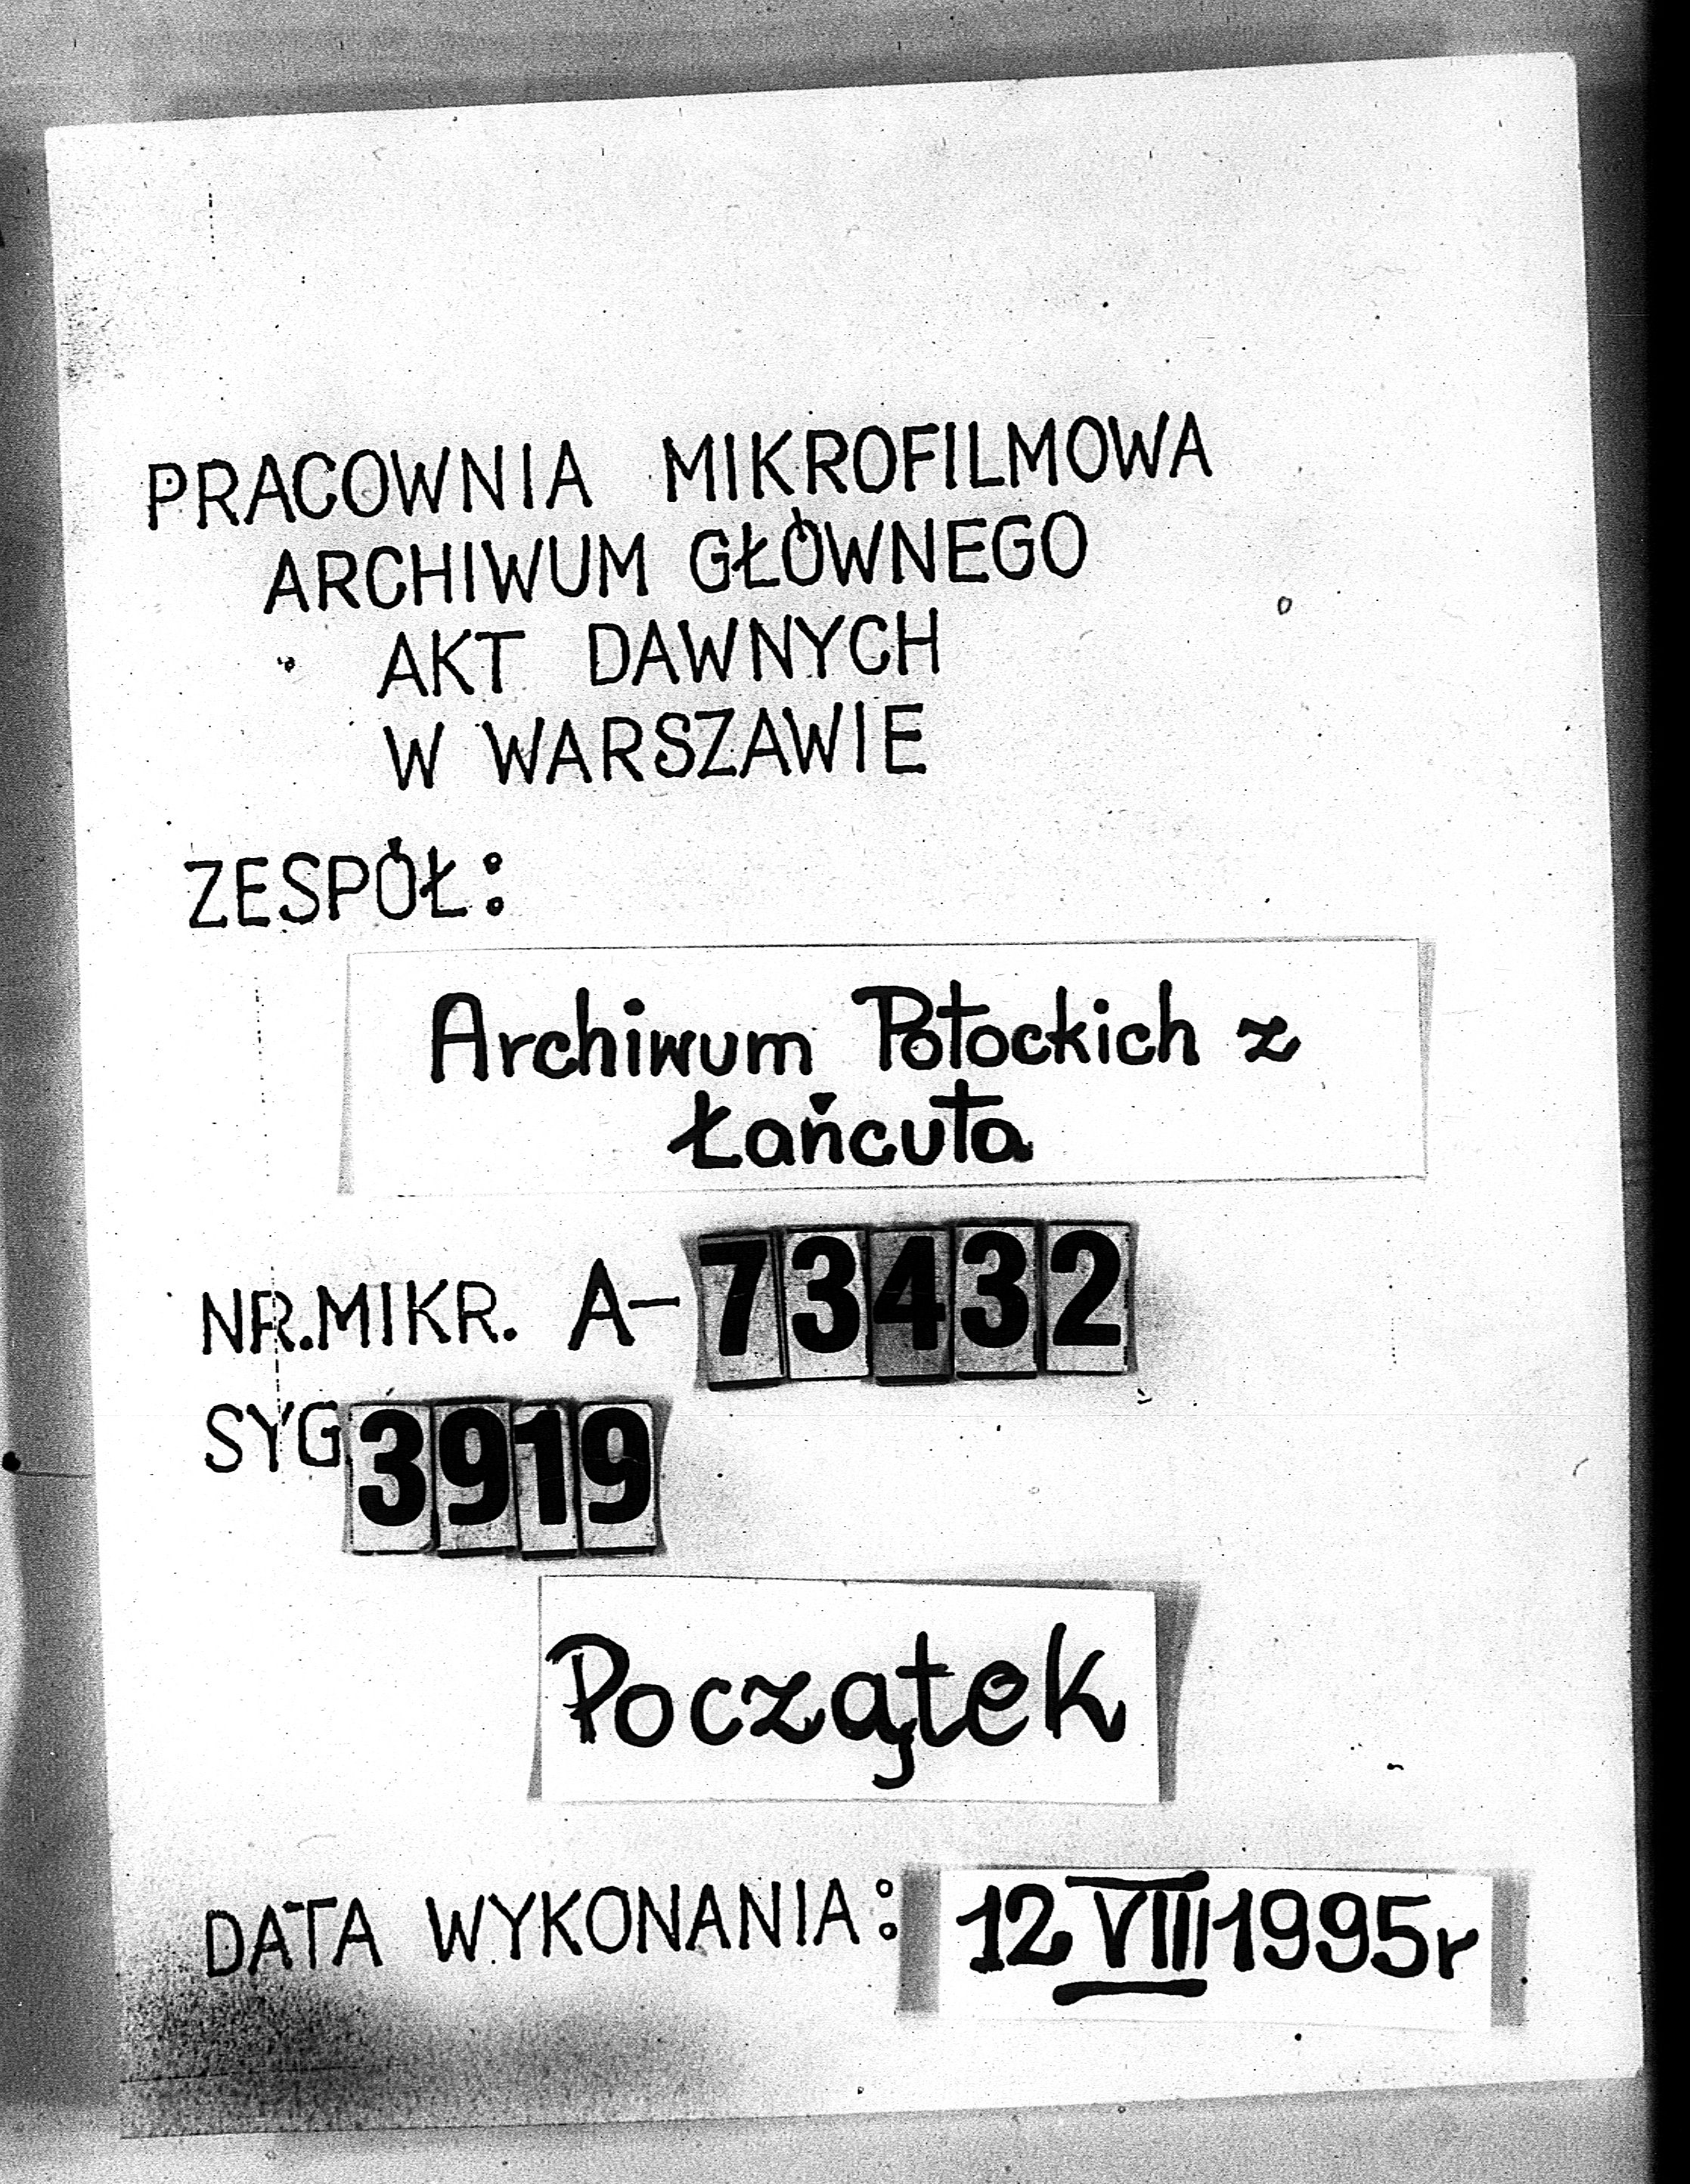 PRACOWNIA MIKROFILMOWA
ARCHIWUM GŁÓWNEGO
AKT DAWNYCH
W WARSZAWIE
ZESPÓŁ:
Archiwum Potockich z
Łańcuta
NR.MIKR. A-73432
SYG 3919
Początek
DATA WYKONANIA: 12 VIII 1995r